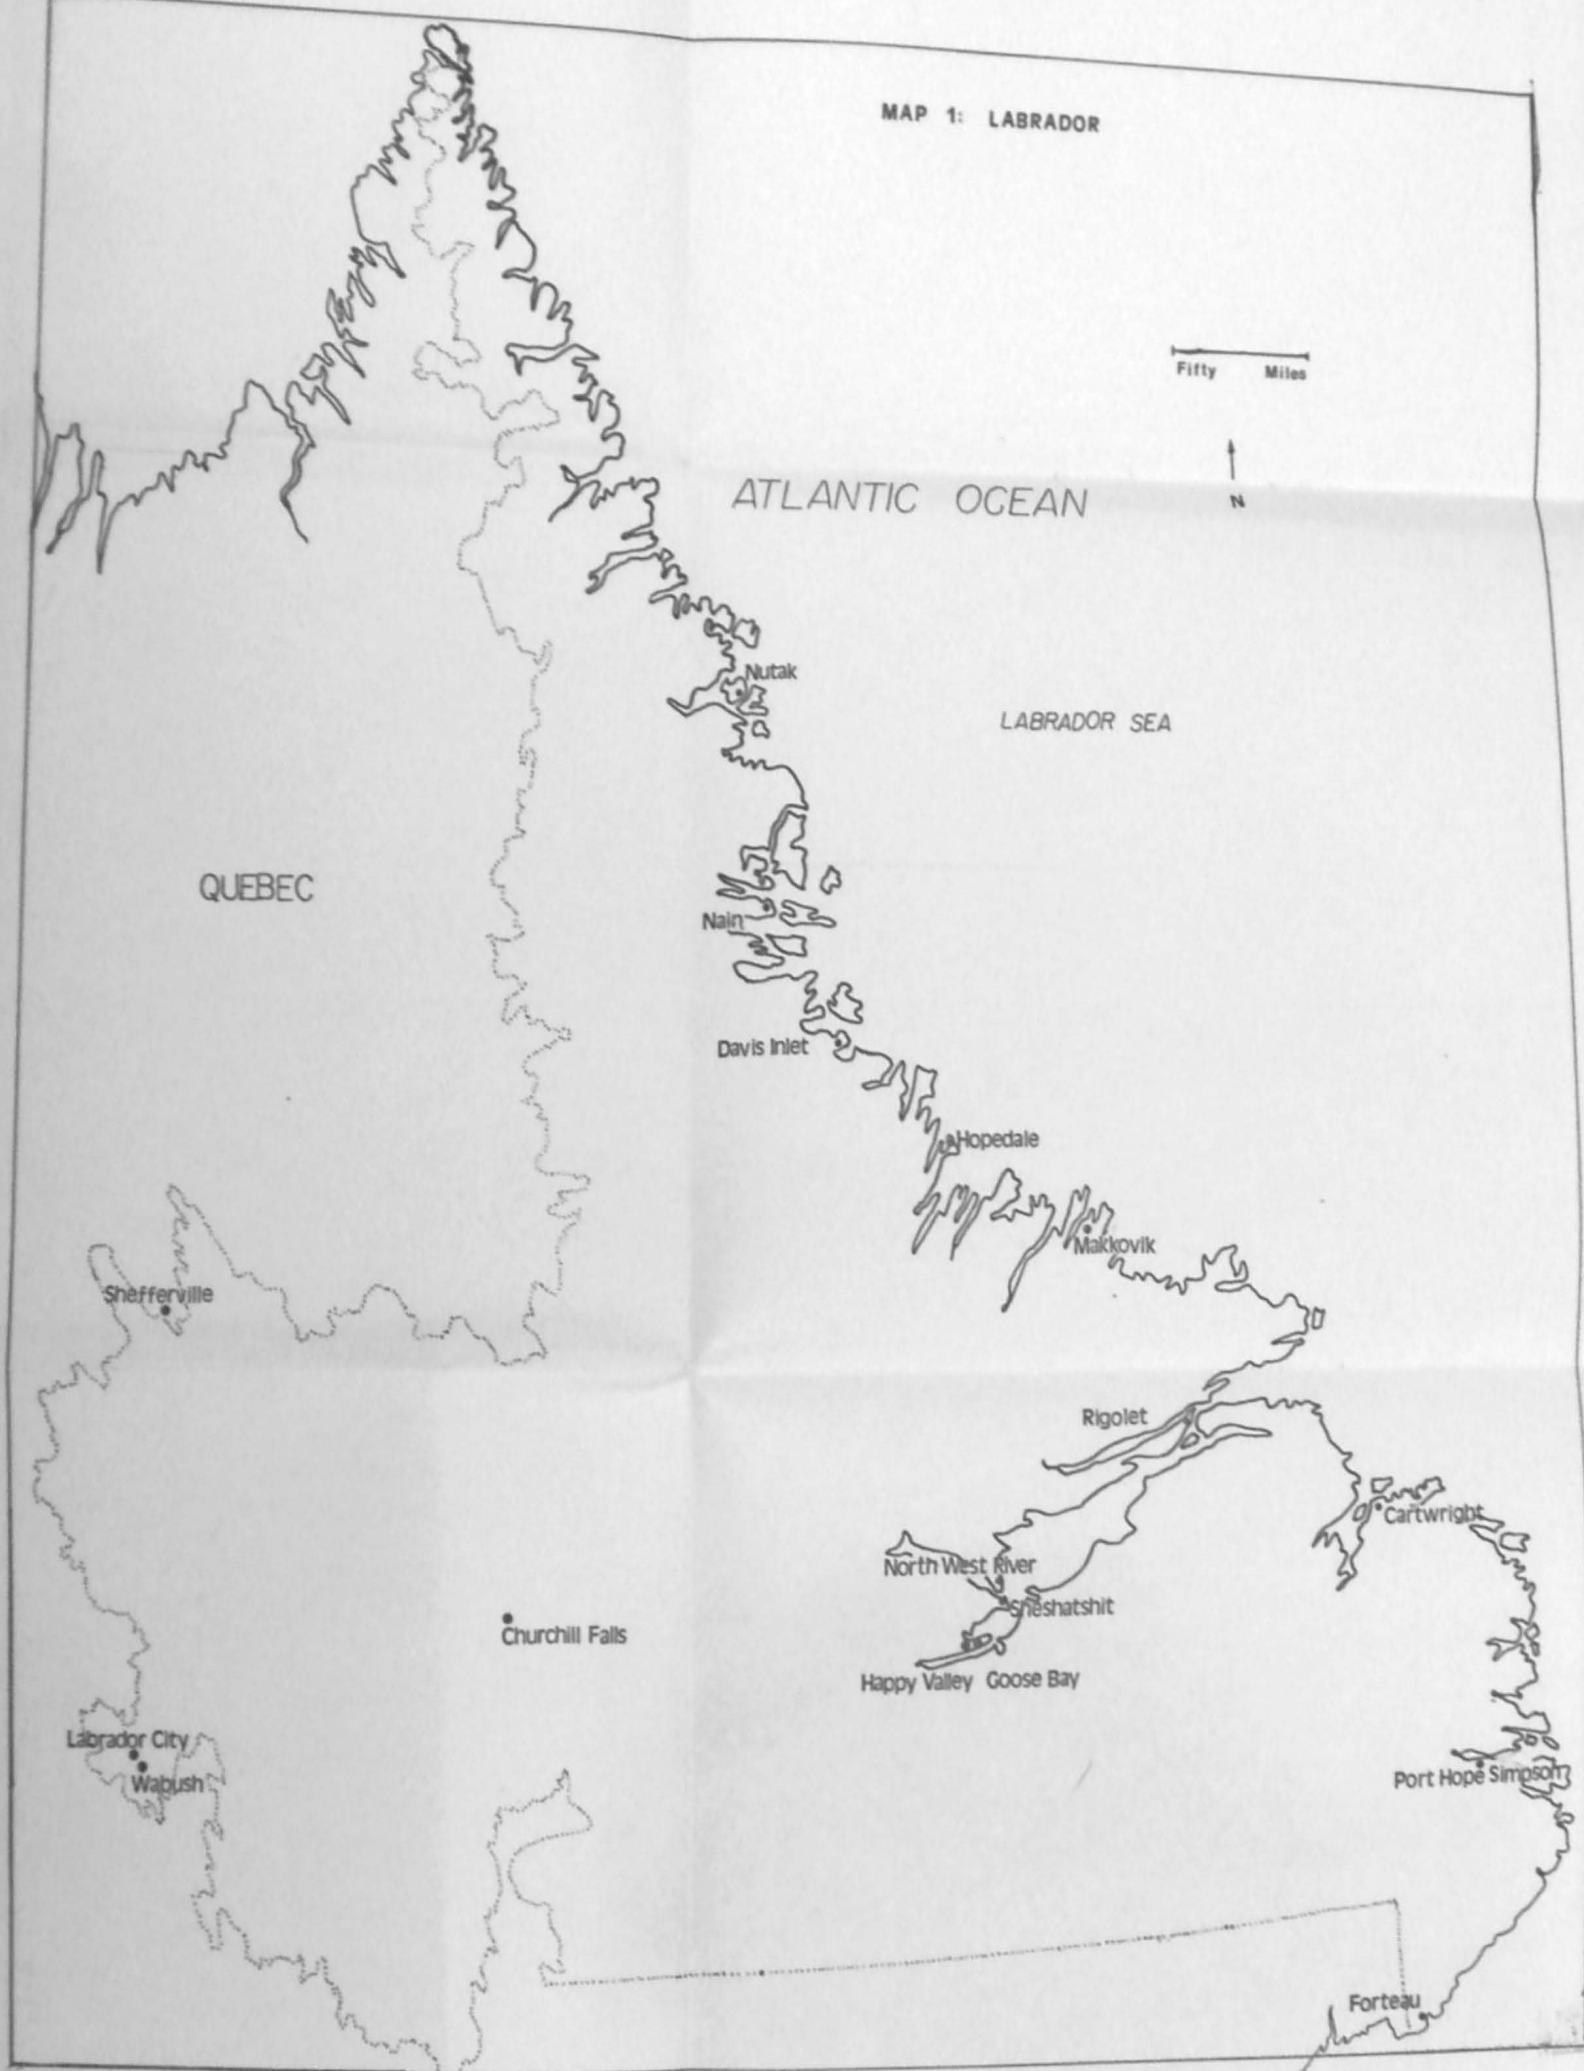 MAP 1: LABRADOR
Fifty Miles
N
ATLANTIC OCEAN
Nutak
LABRADOR SEA
QUEBEC
Nain
Davis Inlet
Hopedale
Makkovik
Shefferville
Rigolet
Cartwright
North West River
Sheshatshit
Churchill Falls
Happy Valley Goose Bay
Labrador City
Wabush
Port Hope Simpson
Forteau